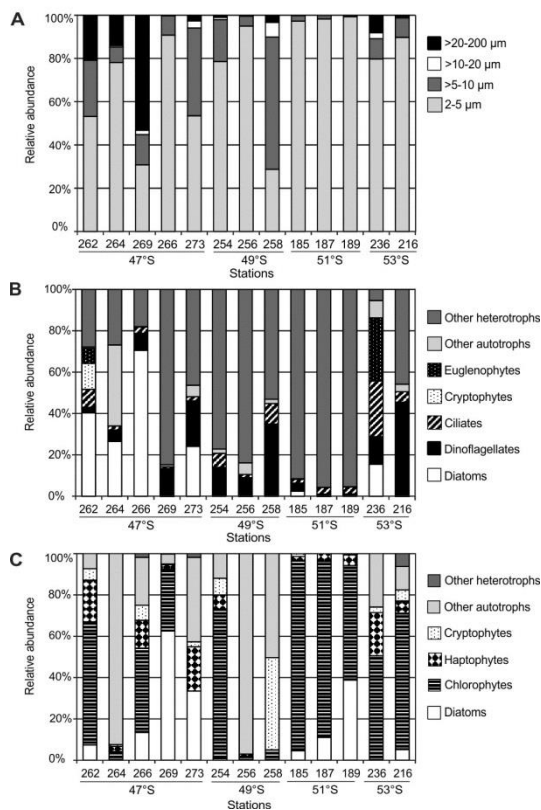 A
Relative abundance
100%
80%
60%
40%
20%
0%
>20-200 µm
>10-20 µm
>5-10 µm
2-5 µm
262 264 269 266 273 254 256 258 185 187 189 236 216
47°S 49°S 51°S 53°S
Stations
B
Relative abundance
100%
80%
60%
40%
20%
0%
Other heterotrophs
Other autotrophs
Euglenophytes
Cryptophytes
Ciliates
Dinoflagellates
Diatoms
262 264 266 269 273 254 256 258 185 187 189 236 216
47°S 49°S 51°S 53°S
Stations
C
Relative abundance
100%
80%
60%
40%
20%
0%
Other heterotrophs
Other autotrophs
Cryptophytes
Haptophytes
Chlorophytes
Diatoms
262 264 266 269 273 254 256 258 185 187 189 236 216
47°S 49°S 51°S 53°S
Stations